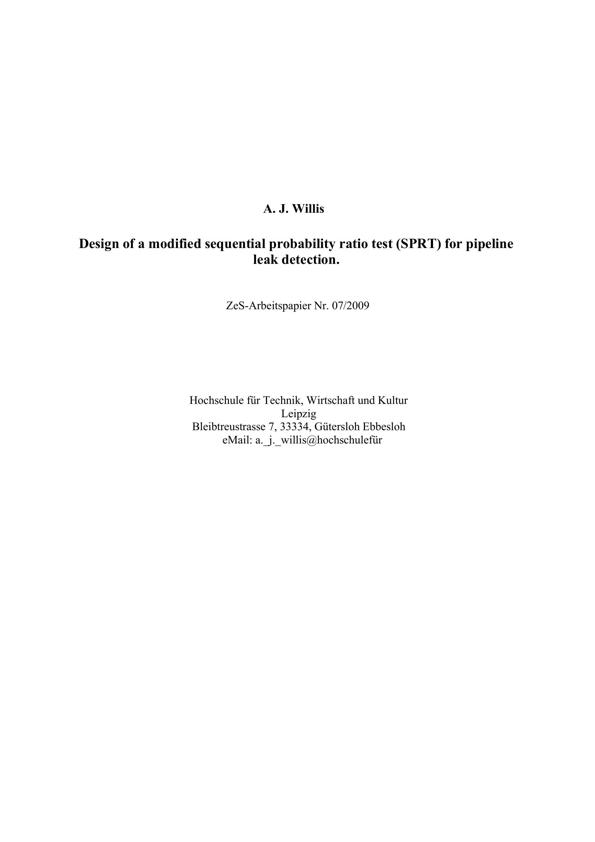 A. J. Willis
Design of a modified sequential probability ratio test (SPRT) for pipeline
leak detection.
ZeS-Arbeitspapier Nr. 07/2009
Hochschule für Technik, Wirtschaft und Kultur
Leipzig
Bleibtreustrasse 7, 33334, Gütersloh Ebbesloh
eMail: a._j._willis@hochschulefür